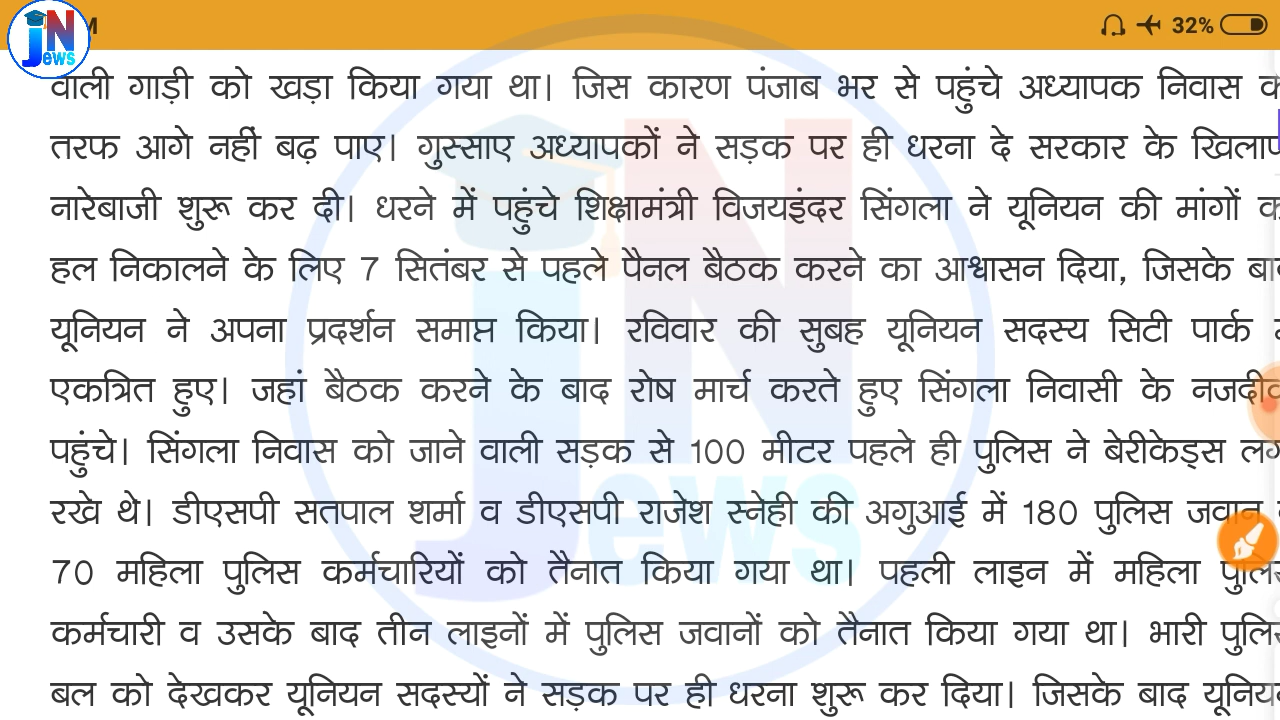 jN
M
ews
32%
वाली गाड़ी को खड़ा किया गया था। जिस कारण पंजाब भर से पहुंचे अध्यापक निवास
तरफ आगे नहीं बढ़ पाए। गुस्साए अध्यापकों ने सड़क पर ही धरना दे सरकार के
नारेबाजी शुरू कर दी। धरने में पहुंचे शिक्षामंत्री विजयइंदर सिंगला ने यूनियन की मांगों
हल निकालने के लिए 7 सितंबर से पहले पैनल बैठक करने का आश्वासन दिया, जिसके
यूनियन ने अपना प्रदर्शन समाप्त किया। रविवार की सुबह यूनियन सदस्य सिटी पार्क
एकत्रित हुए। जहां बैठक करने के बाद रोष मार्च करते हुए सिंगला निवासी के
पहुंचे। सिंगला निवास को जाने वाली सड़क से 100 मीटर पहले ही पुलिस ने बेरीकेड्स
रखे थे। डीएसपी सतपाल शर्मा व डीएसपी राजेश स्नेही की अगुआई में 180 पुलिस जवान
70 महिला पुलिस कर्मचारियों को तैनात किया गया था। पहली लाइन में महिला
कर्मचारी व उसके बाद तीन लाइनों में पुलिस जवानों को तैनात किया गया था। भारी
बल को देखकर यूनियन सदस्यों ने सड़क पर ही धरना शुरू कर दिया। जिसके बाद